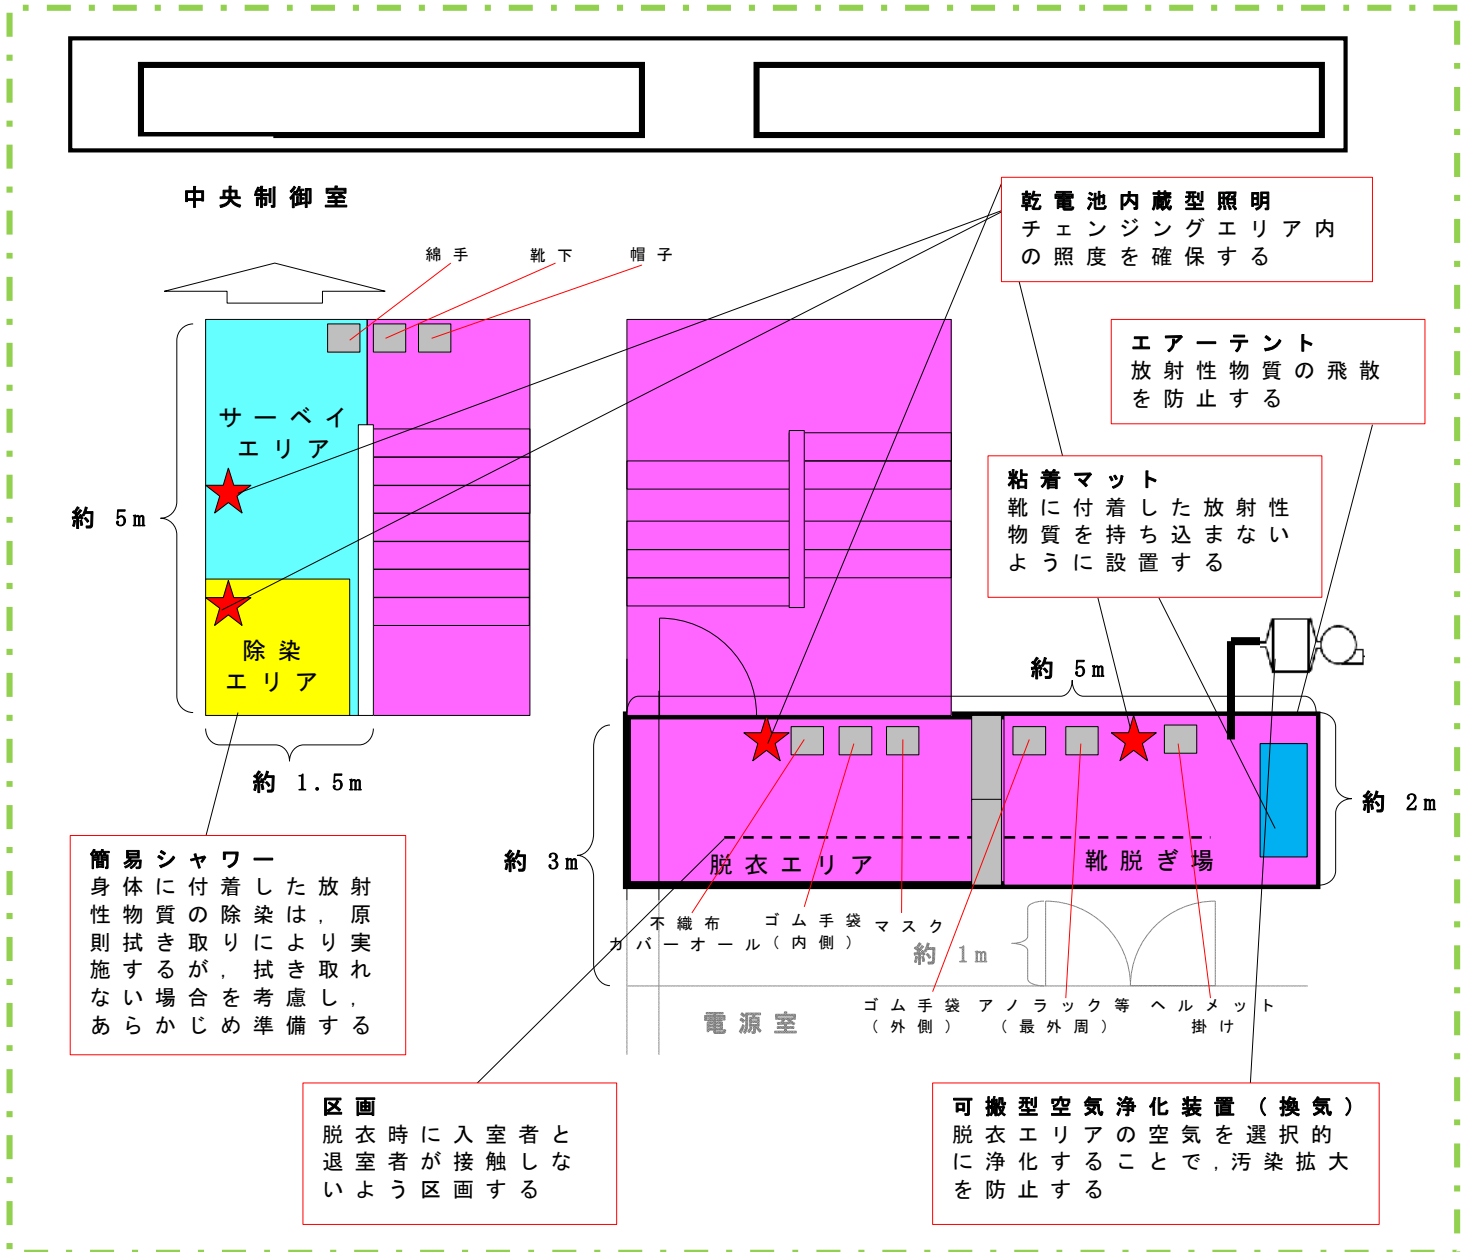 中央制御室
綿手
靴下
帽子
乾電池内蔵型照明
チェンジングエリア内
の照度を確保する
エアーテント
放射性物質の飛散
を防止する
サーベイ
エリア
粘着マット
靴に付着した放射性
物質を持ち込まない
ように設置する
約 5m
除染
エリア
約 5m
約 1.5m
約 2m
簡易シャワー
身体に付着した放射
性物質の除染は，原
則拭き取りにより実
施するが，拭き取れ
ない場合を考慮し，
あらかじめ準備する
約 3m
脱衣エリア
靴脱ぎ場
不織布
カバーオール
ゴム手袋
（内側）
マスク
約 1m
ゴム手袋
（外側）
アノラック等
（最外周）
ヘルメット
掛け
電源室
区画
脱衣時に入室者と
退室者が接触しな
いよう区画する
可搬型空気浄化装置（換気）
脱衣エリアの空気を選択的
に浄化することで，汚染拡大
を防止する